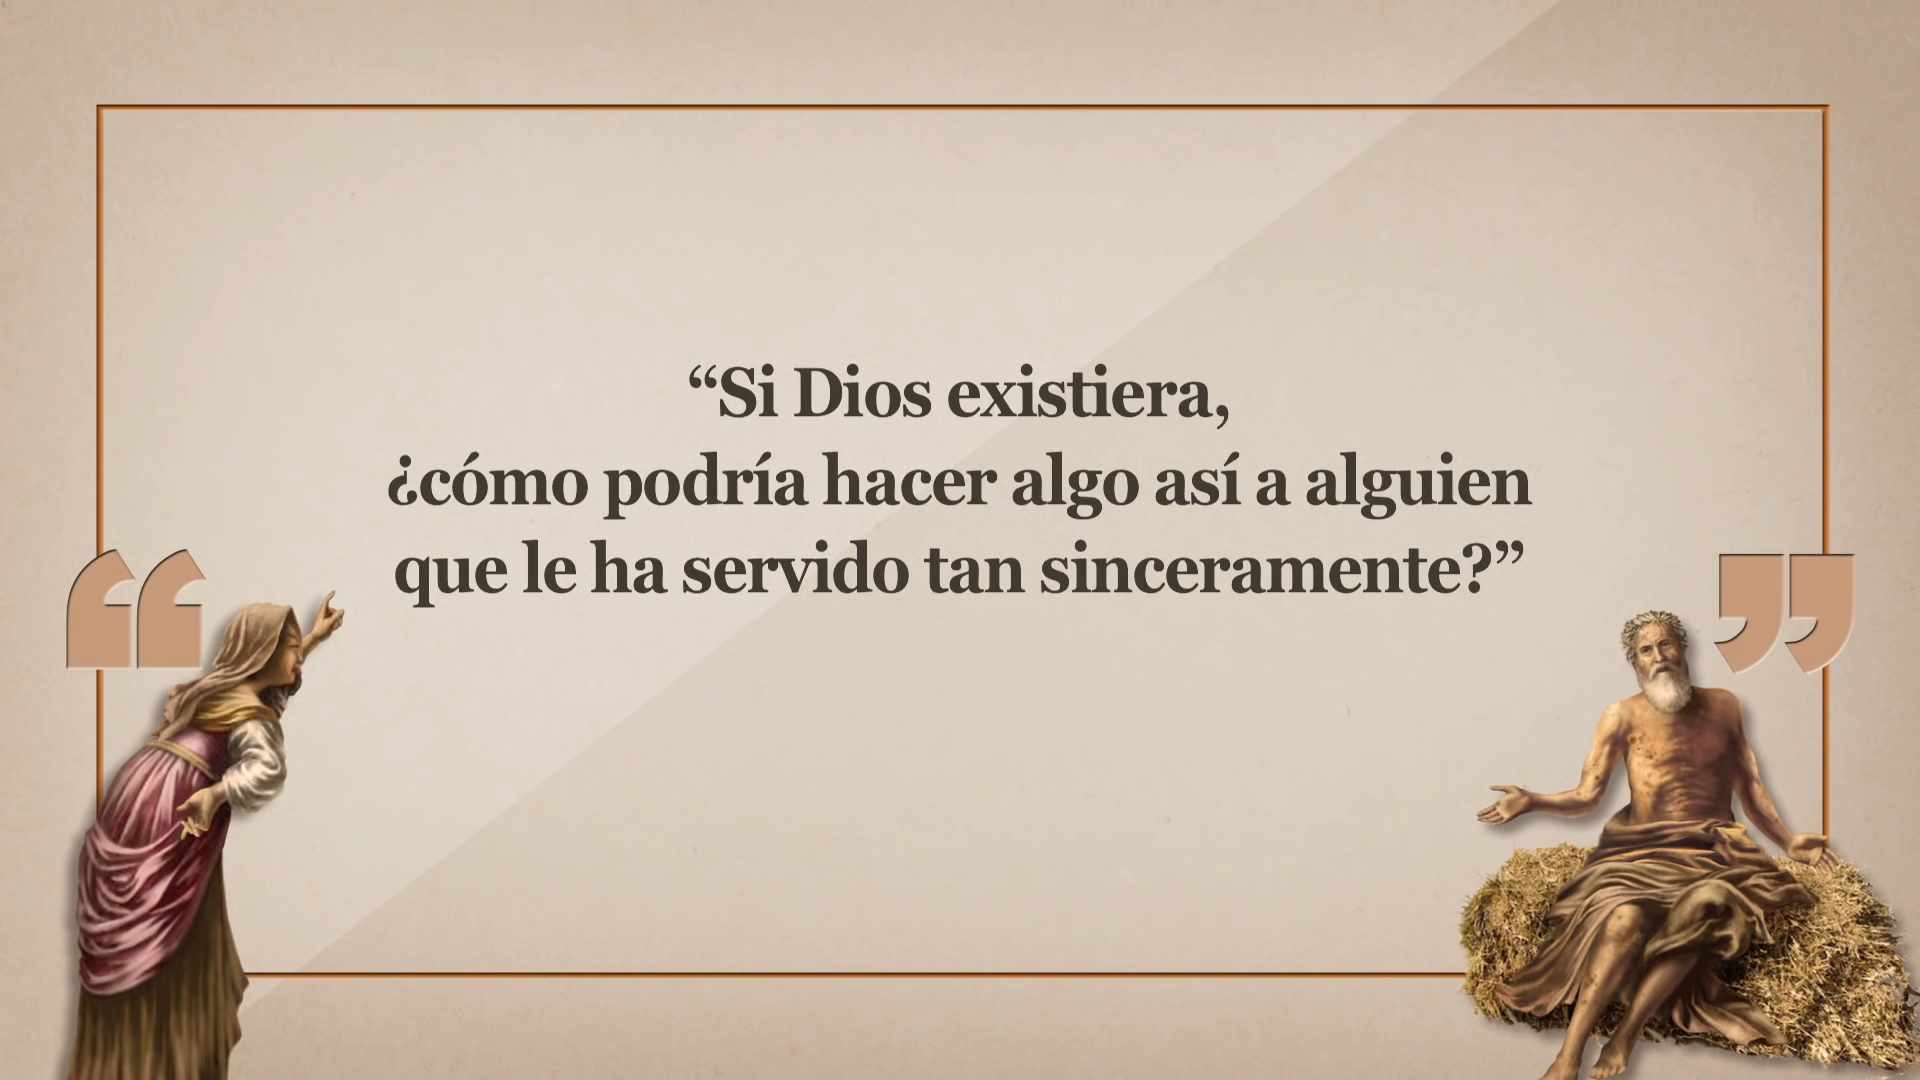 “Si Dios existiera,
¿cómo podría hacer algo así a alguien
que le ha servido tan sinceramente?”